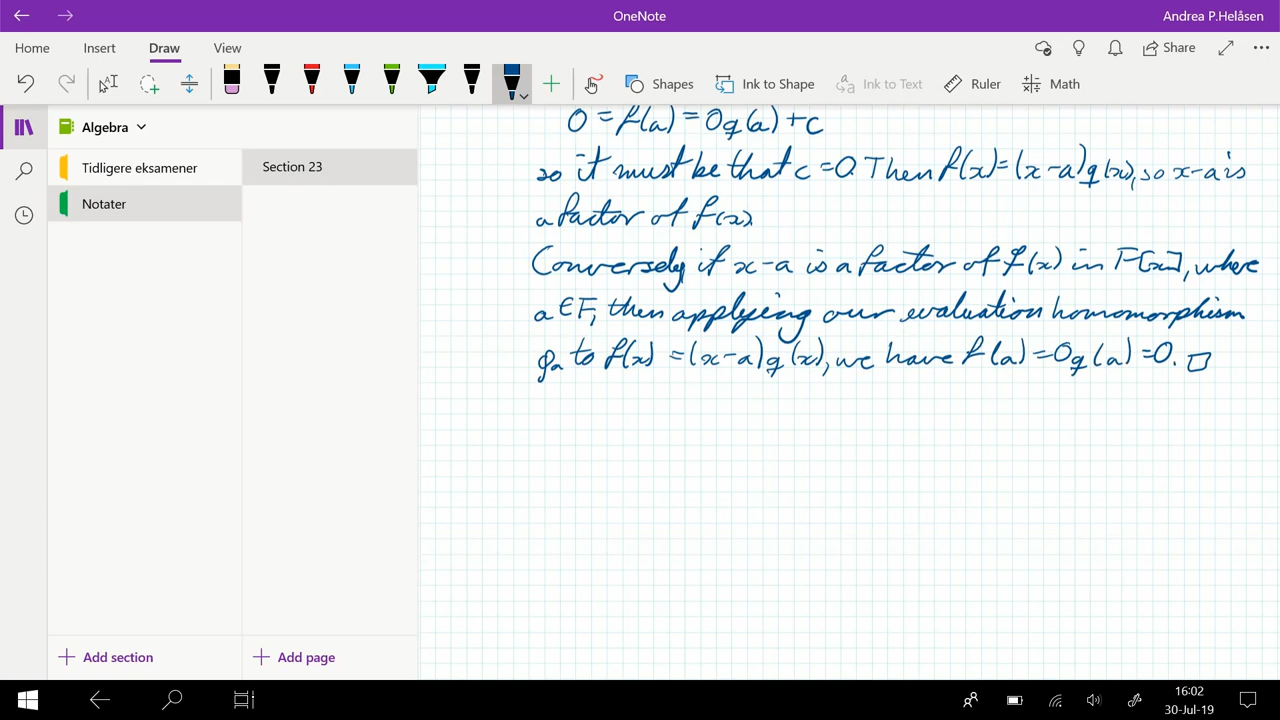 OneNote
Andrea P.Helåsen
Home Insert Draw View
Share
Shapes Ink to Shape Ink to Text Ruler Math
Algebra
Tidligere eksamener
Notater
Section 23
0 = f(a) = 0q(a) + c
so it must be that c = 0. Then f(x) = (x-a)q(x), so x-a is
a factor of f(x)
Conversely if x-a is a factor of f(x) in F[x], where
a ∈ F, then applying our evaluation homomorphism
φa to f(x) = (x-a)q(x), we have f(a) = 0q(a) = 0. □
Add section
Add page
16:02
30-Jul-19